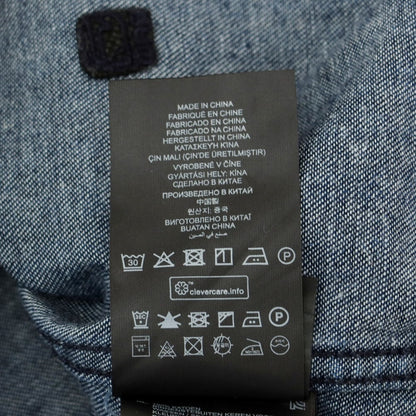 MADE IN CHINA
FABRIQUÉ EN CHINE
FABRICADO EN CHINA
FABRICADO NA CHINA
HERGESTELLT IN CHINA
ΚΑΤΑΣΚΕΥΗ ΚΙΝΑ
ÇIN MALI (ÇIN'DE ÜRETILMIŞTIR)
VYROBENÉ V ČÍNE
GYÁRTÁSI HELY: KÍNA
СДЕЛАНО В КИТАЕ
ПРОИЗВЕДЕНО В КИТАЙ
中国製
원산지: 중국
ВИГОТОВЛЕНО В КИТАЇ
BUATAN CHINA
صنع في الصين
30 P
TM clevercare.info